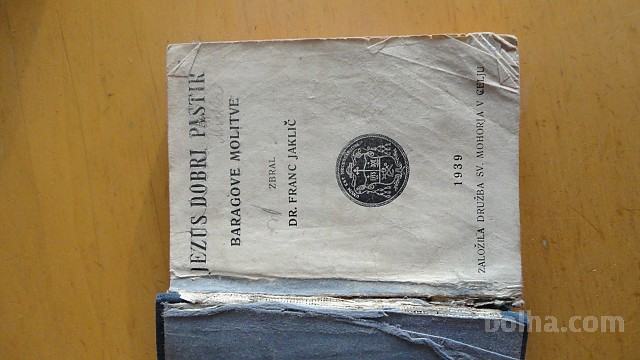 JEZUS DOBRI PASTIR
BARAGOVE MOLITVE
ZBRAL
DR. FRANC JAKLIČ
1939
ZALOŽILA DRUŽBA SV. MOHORJA V CELJU
bolha.com